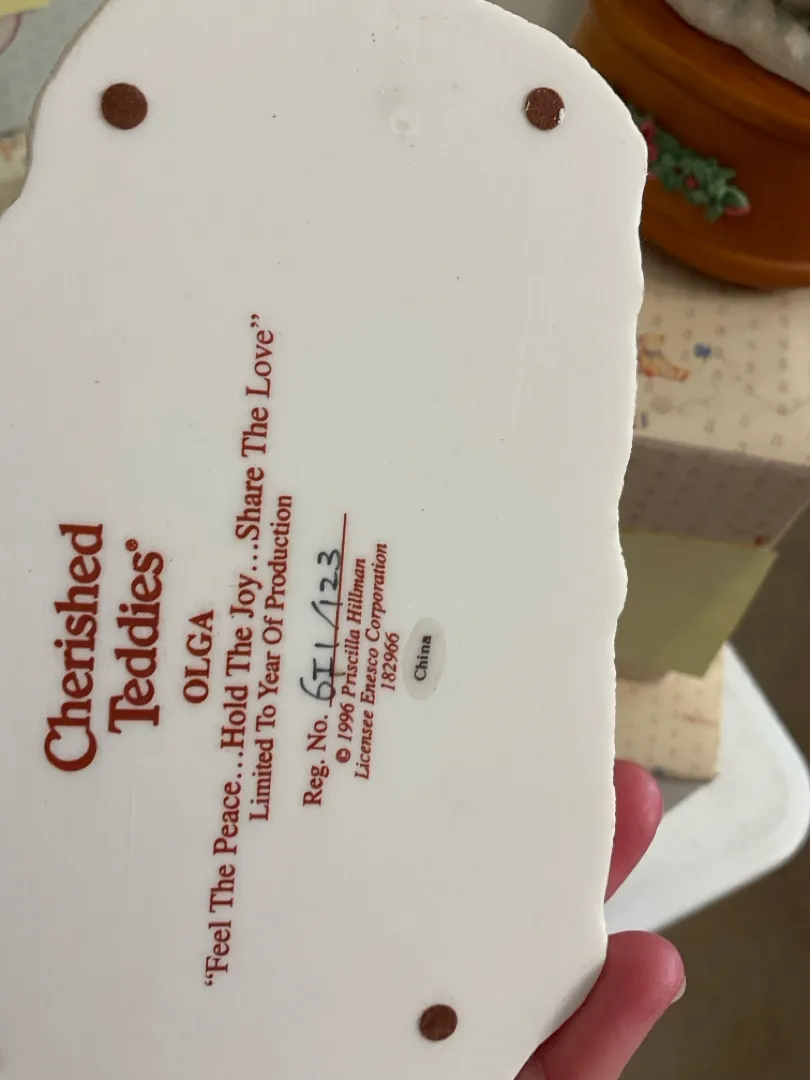 Cherished
Teddies®
OLGA
“Feel The Peace...Hold The Joy...Share The Love”
Limited To Year Of Production
Reg. No. 6I1/123
© 1996 Priscilla Hillman
Licensee Enesco Corporation
182966
China